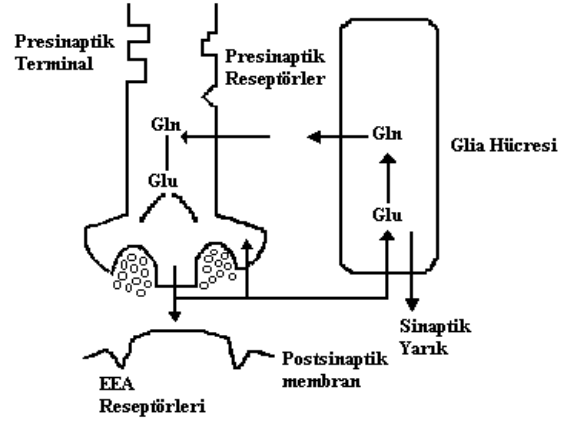 Presinaptik
Terminal
Presinaptik
Reseptörler
Gln
Glu
Gln
Glu
Glia Hücresi
Sinaptik
Yarık
Postsinaptik
membran
EEA
Reseptörleri